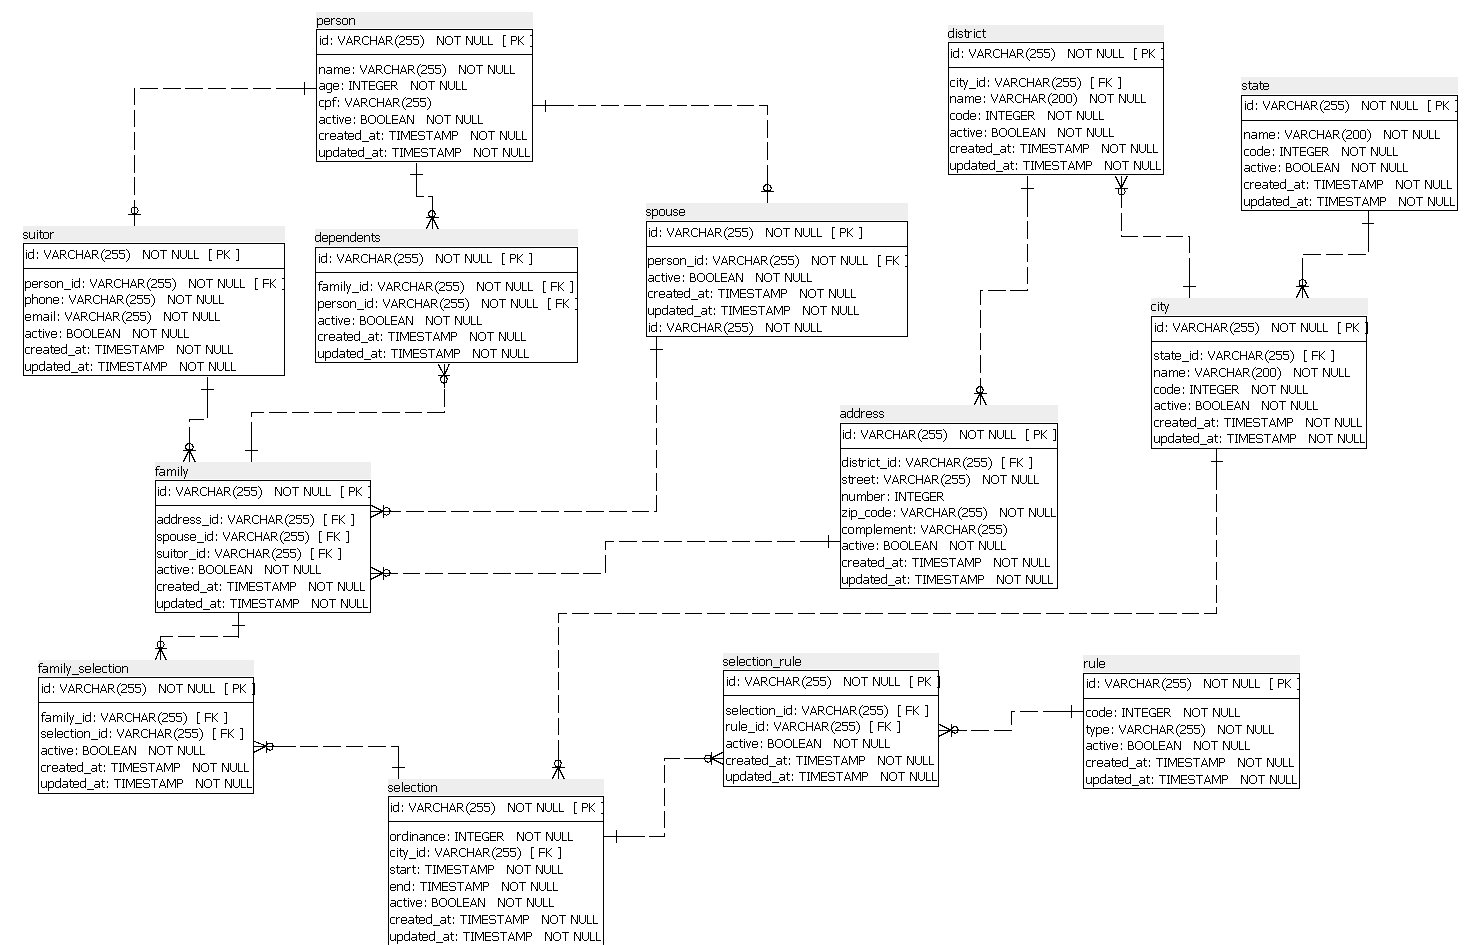 person
id: VARCHAR(255) NOT NULL [ PK ]
name: VARCHAR(255) NOT NULL
age: INTEGER NOT NULL
cpf: VARCHAR(255)
active: BOOLEAN NOT NULL
created_at: TIMESTAMP NOT NULL
updated_at: TIMESTAMP NOT NULL
district
id: VARCHAR(255) NOT NULL [ PK ]
city_id: VARCHAR(255) [ FK ]
name: VARCHAR(200) NOT NULL
code: INTEGER NOT NULL
active: BOOLEAN NOT NULL
created_at: TIMESTAMP NOT NULL
updated_at: TIMESTAMP NOT NULL
state
id: VARCHAR(255) NOT NULL [ PK ]
name: VARCHAR(200) NOT NULL
code: INTEGER NOT NULL
active: BOOLEAN NOT NULL
created_at: TIMESTAMP NOT NULL
updated_at: TIMESTAMP NOT NULL
suitor
id: VARCHAR(255) NOT NULL [ PK ]
person_id: VARCHAR(255) NOT NULL [ FK ]
phone: VARCHAR(255) NOT NULL
email: VARCHAR(255) NOT NULL
active: BOOLEAN NOT NULL
created_at: TIMESTAMP NOT NULL
updated_at: TIMESTAMP NOT NULL
dependents
id: VARCHAR(255) NOT NULL [ PK ]
family_id: VARCHAR(255) NOT NULL [ FK ]
person_id: VARCHAR(255) NOT NULL [ FK ]
active: BOOLEAN NOT NULL
created_at: TIMESTAMP NOT NULL
updated_at: TIMESTAMP NOT NULL
spouse
id: VARCHAR(255) NOT NULL [ PK ]
person_id: VARCHAR(255) NOT NULL [ FK ]
active: BOOLEAN NOT NULL
created_at: TIMESTAMP NOT NULL
updated_at: TIMESTAMP NOT NULL
id: VARCHAR(255) NOT NULL
city
id: VARCHAR(255) NOT NULL [ PK ]
state_id: VARCHAR(255) [ FK ]
name: VARCHAR(200) NOT NULL
code: INTEGER NOT NULL
active: BOOLEAN NOT NULL
created_at: TIMESTAMP NOT NULL
updated_at: TIMESTAMP NOT NULL
address
id: VARCHAR(255) NOT NULL [ PK ]
district_id: VARCHAR(255) [ FK ]
street: VARCHAR(255) NOT NULL
number: INTEGER
zip_code: VARCHAR(255) NOT NULL
complement: VARCHAR(255)
active: BOOLEAN NOT NULL
created_at: TIMESTAMP NOT NULL
updated_at: TIMESTAMP NOT NULL
family
id: VARCHAR(255) NOT NULL [ PK ]
address_id: VARCHAR(255) [ FK ]
spouse_id: VARCHAR(255) [ FK ]
suitor_id: VARCHAR(255) [ FK ]
active: BOOLEAN NOT NULL
created_at: TIMESTAMP NOT NULL
updated_at: TIMESTAMP NOT NULL
family_selection
id: VARCHAR(255) NOT NULL [ PK ]
family_id: VARCHAR(255) [ FK ]
selection_id: VARCHAR(255) [ FK ]
active: BOOLEAN NOT NULL
created_at: TIMESTAMP NOT NULL
updated_at: TIMESTAMP NOT NULL
selection_rule
id: VARCHAR(255) NOT NULL [ PK ]
selection_id: VARCHAR(255) [ FK ]
rule_id: VARCHAR(255) [ FK ]
active: BOOLEAN NOT NULL
created_at: TIMESTAMP NOT NULL
updated_at: TIMESTAMP NOT NULL
rule
id: VARCHAR(255) NOT NULL [ PK ]
code: INTEGER NOT NULL
type: VARCHAR(255) NOT NULL
active: BOOLEAN NOT NULL
created_at: TIMESTAMP NOT NULL
updated_at: TIMESTAMP NOT NULL
selection
id: VARCHAR(255) NOT NULL [ PK ]
ordinance: INTEGER NOT NULL
city_id: VARCHAR(255) [ FK ]
start: TIMESTAMP NOT NULL
end: TIMESTAMP NOT NULL
active: BOOLEAN NOT NULL
created_at: TIMESTAMP NOT NULL
updated_at: TIMESTAMP NOT NULL